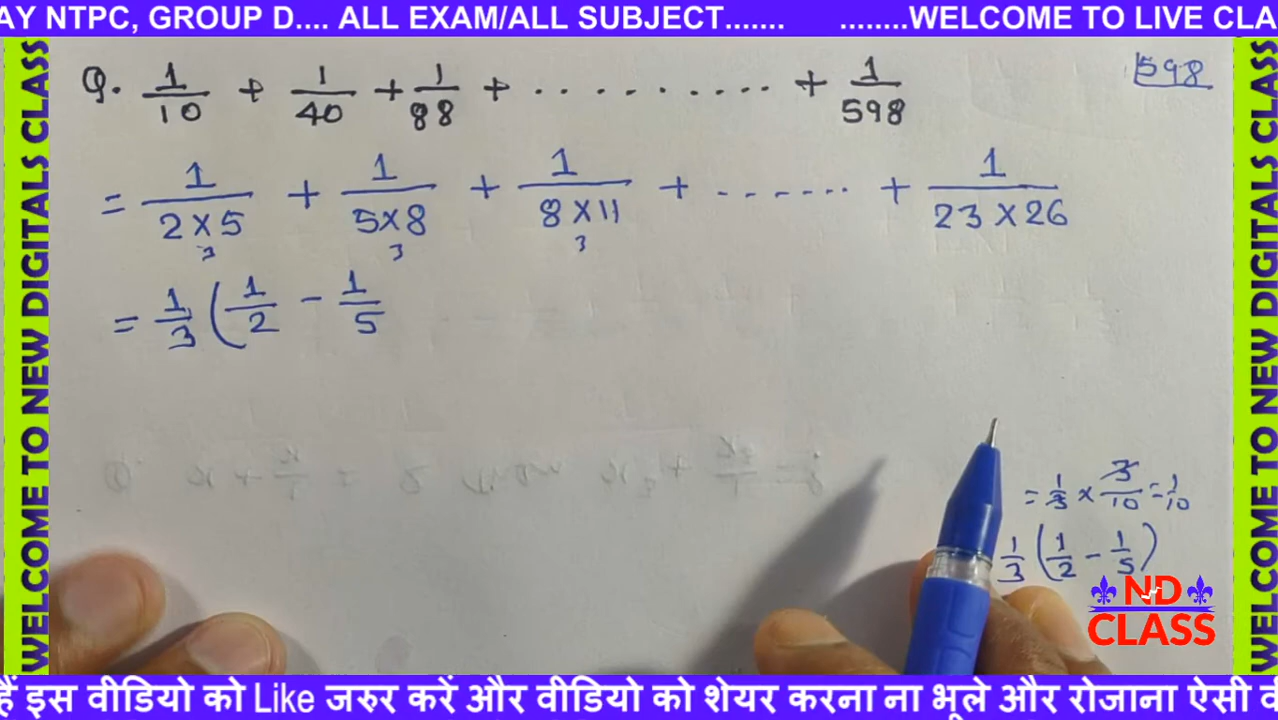 AY NTPC, GROUP D.... ALL EXAM/ALL SUBJECT....... ........WELCOME TO LIVE CLA
WELCOME TO NEW DIGITALS CLASS
Q. 1/10 + 1/40 + 1/88 + .......... + 1/598
598
= 1/(2×5) + 1/(5×8) + 1/(8×11) + ...... + 1/(23×26)
3 3 3
= 1/3 (1/2 - 1/5
= 1/3 × 3/10 = 1/10
1/3 (1/2 - 1/5)
ND
CLASS
WELCOME TO NEW DIGITALS CLASS
हैं इस वीडियो को Like जरुर करें और वीडियो को शेयर करना ना भूले और रोजाना ऐसी